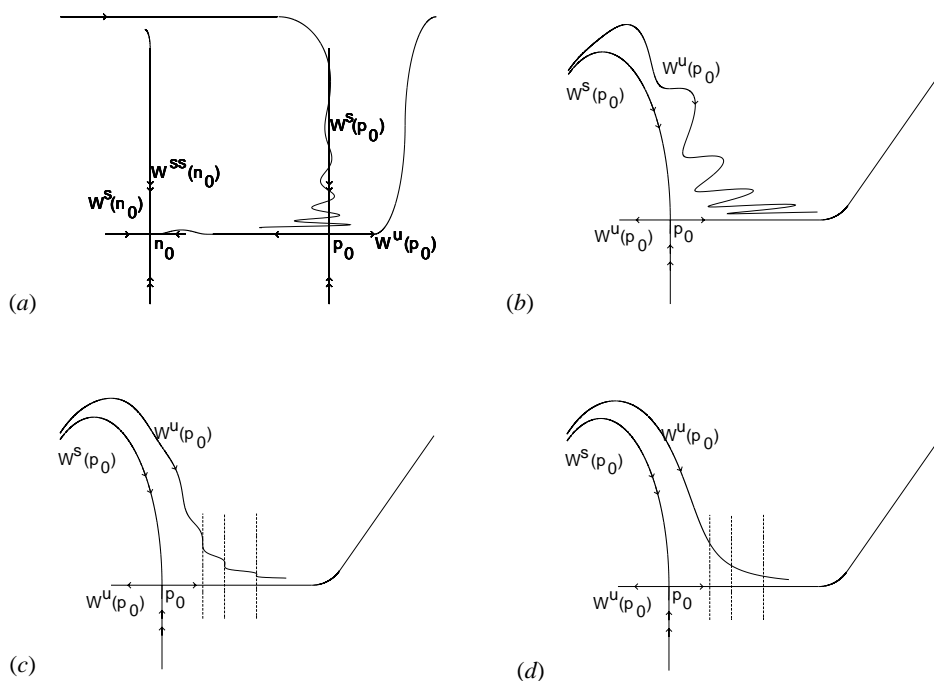 W^s(p_0)
W^ss(n_0)
W^s(n_0)
n_0
p_0
W^u(p_0)
(a)
W^u(p_0)
W^s(p_0)
W^u(p_0)
p_0
(b)
W^u(p_0)
W^s(p_0)
W^u(p_0)
p_0
(c)
W^u(p_0)
W^s(p_0)
W^u(p_0)
p_0
(d)